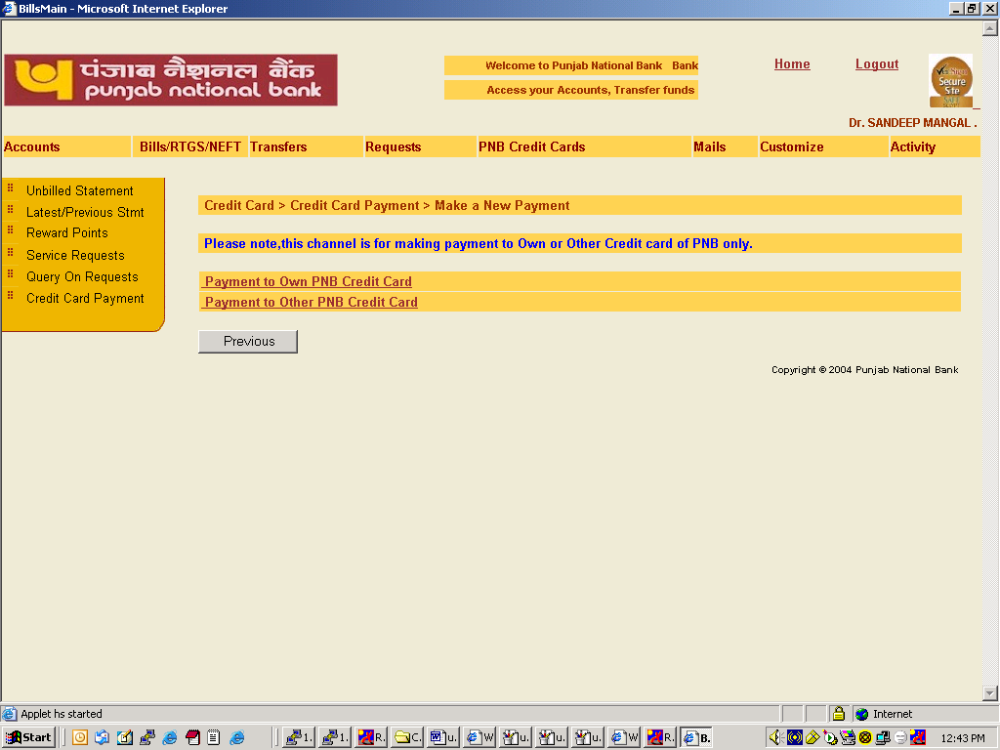 BillsMain - Microsoft Internet Explorer
पंजाब नैशनल बैंक
punjab national bank
Welcome to Punjab National Bank Bank
Access your Accounts, Transfer funds
Home Logout
Secure
Site
Dr. SANDEEP MANGAL .
Accounts Bills/RTGS/NEFT Transfers Requests PNB Credit Cards Mails Customize Activity
Unbilled Statement
Latest/Previous Stmt
Reward Points
Service Requests
Query On Requests
Credit Card Payment
Credit Card > Credit Card Payment > Make a New Payment
Please note,this channel is for making payment to Own or Other Credit card of PNB only.
Payment to Own PNB Credit Card
Payment to Other PNB Credit Card
Previous
Copyright © 2004 Punjab National Bank
Applet hs started Internet
Start 1. 1. R. C. u. W u. u. u. W R. B. 12:43 PM